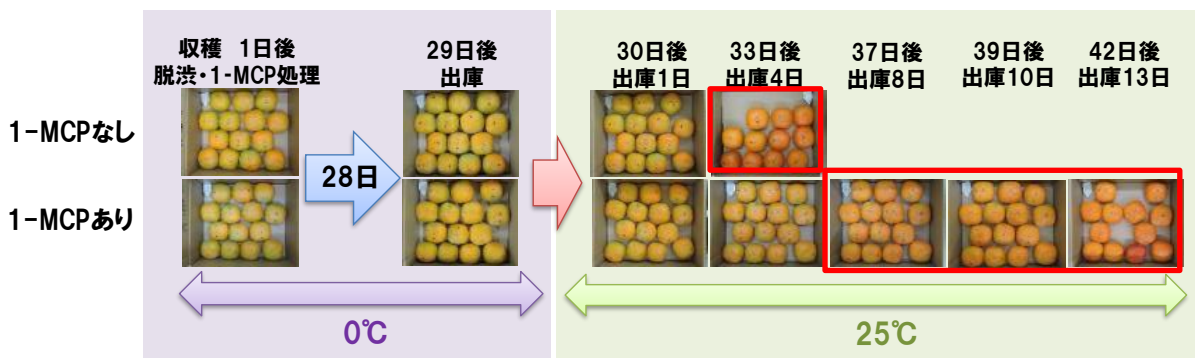 収穫 1日後
脱渋・1-MCP処理
29日後
出庫
30日後
出庫1日
33日後
出庫4日
37日後
出庫8日
39日後
出庫10日
42日後
出庫13日
1-MCPなし
28日
1-MCPあり
0℃
25℃